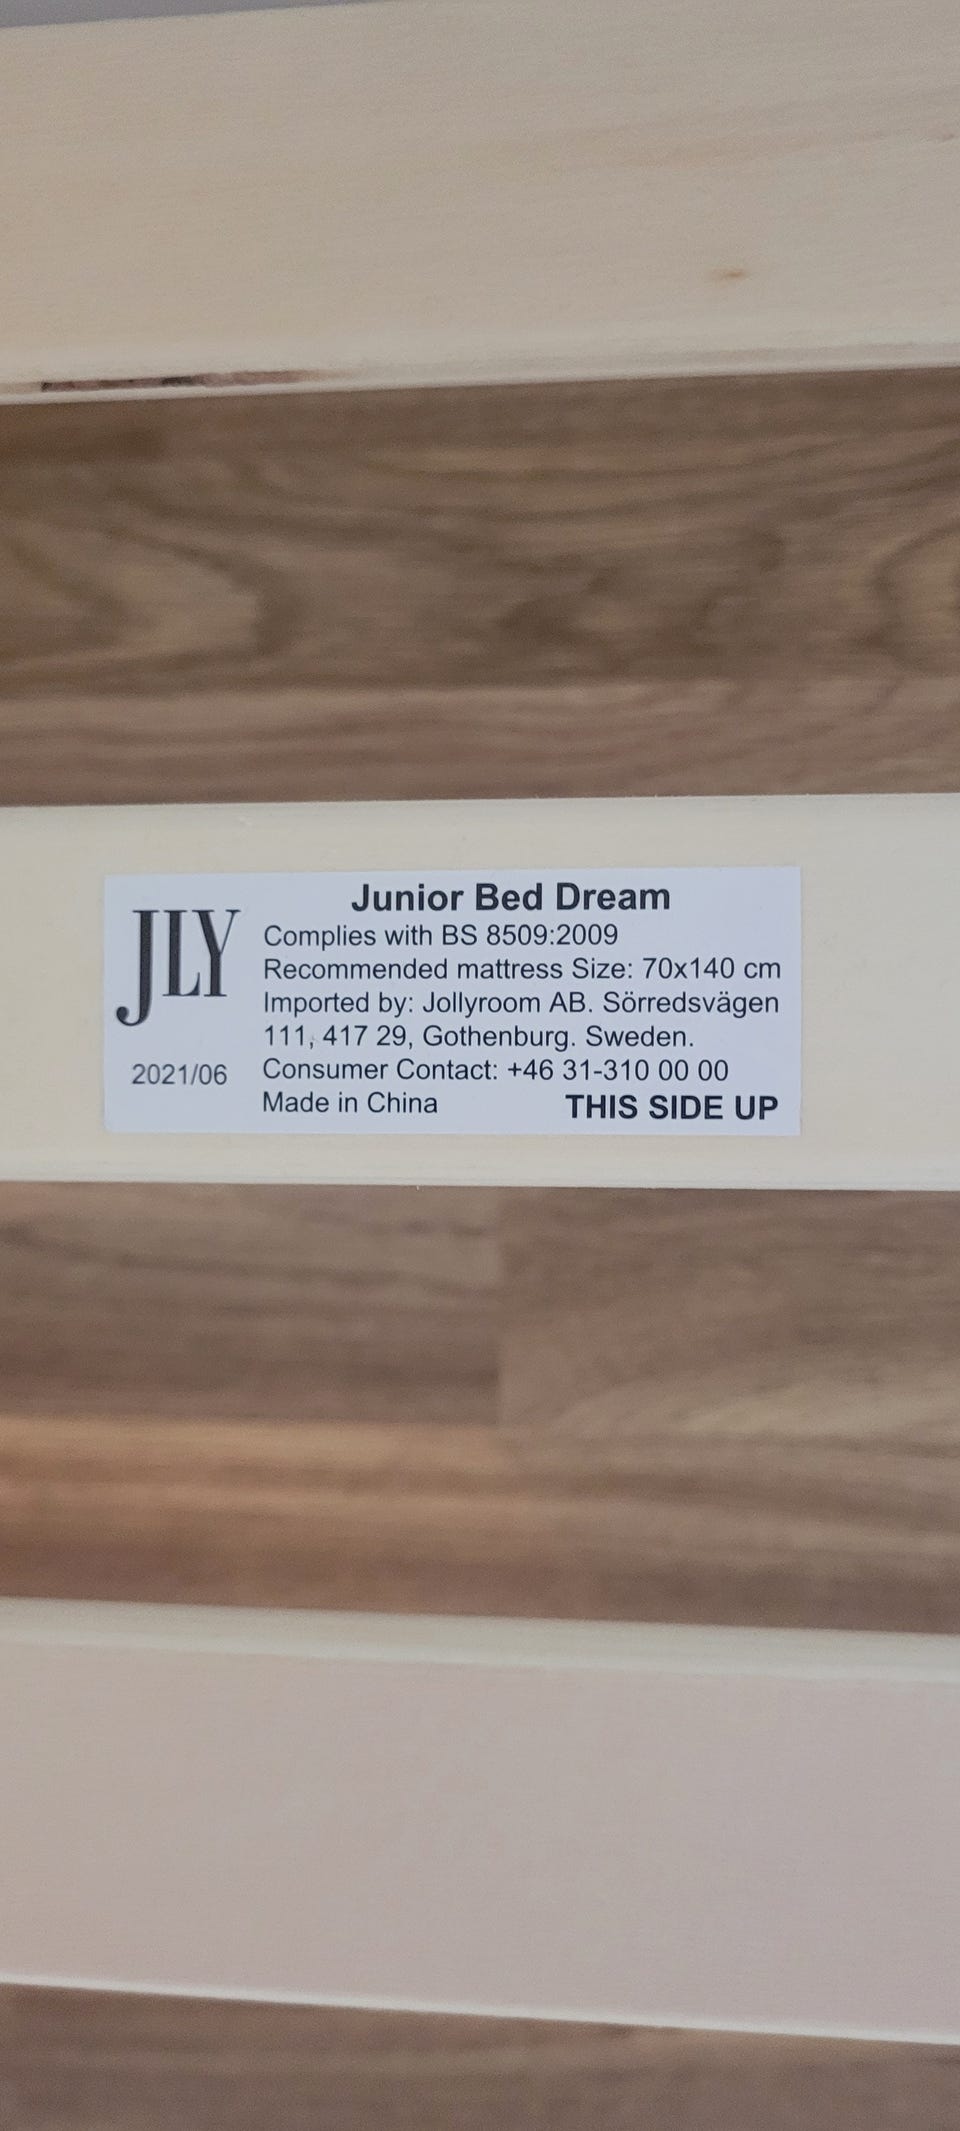 Junior Bed Dream
JLY
Complies with BS 8509:2009
Recommended mattress Size: 70x140 cm
Imported by: Jollyroom AB. Sörredsvägen
111, 417 29, Gothenburg. Sweden.
2021/06
Consumer Contact: +46 31-310 00 00
Made in China
THIS SIDE UP